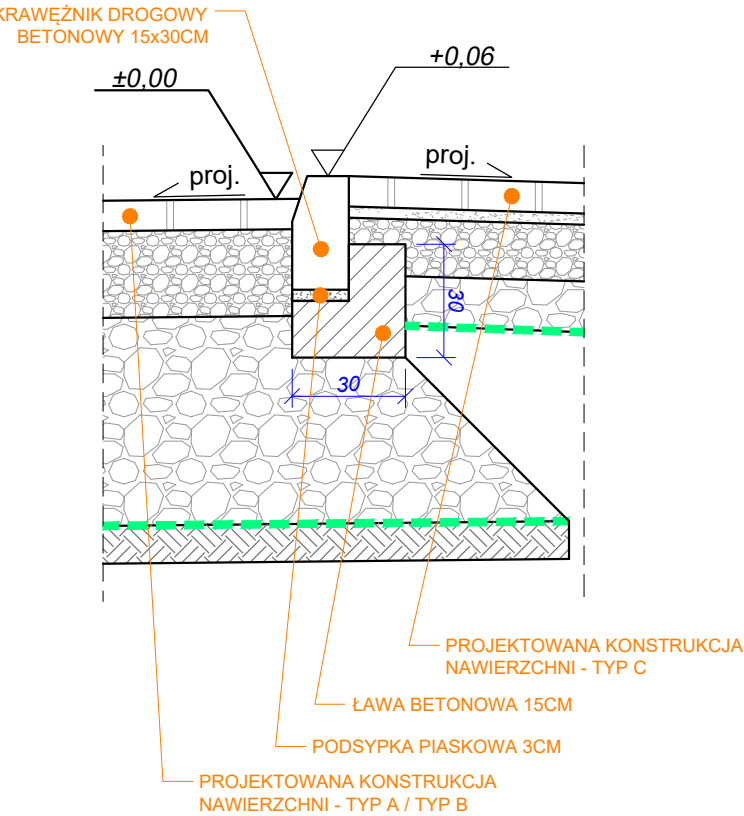 KRAWĘŻNIK DROGOWY
BETONOWY 15x30CM
±0,00
+0,06
proj.
proj.
30
30
PROJEKTOWANA KONSTRUKCJA
NAWIERZCHNI - TYP C
ŁAWA BETONOWA 15CM
PODSYPKA PIASKOWA 3CM
PROJEKTOWANA KONSTRUKCJA
NAWIERZCHNI - TYP A / TYP B